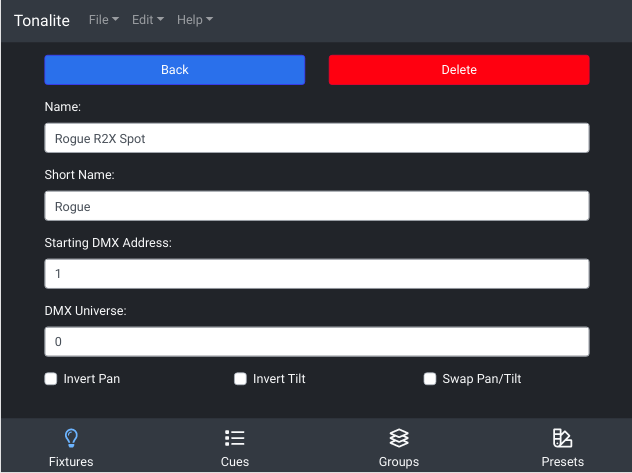 Tonalite File Edit Help
Back Delete
Name:
Rogue R2X Spot
Short Name:
Rogue
Starting DMX Address:
1
DMX Universe:
0
Invert Pan Invert Tilt Swap Pan/Tilt
Fixtures Cues Groups Presets